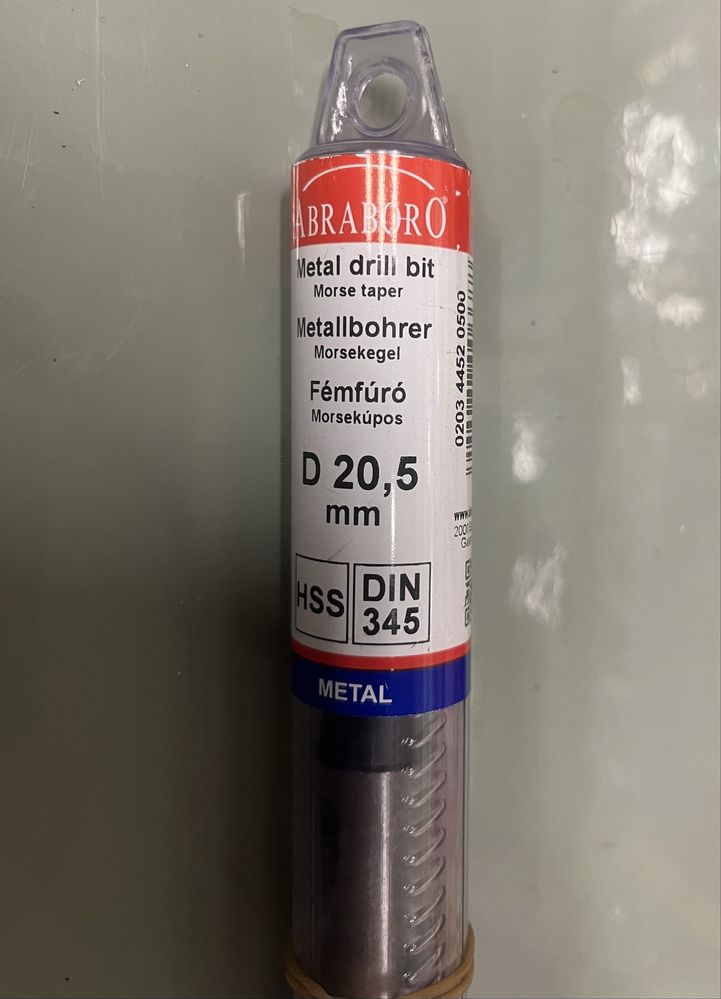 ABRABORO®
Metal drill bit
Morse taper
Metallbohrer
Morsekegel
Fémfúró
Morsekúpos
D 20,5
mm
HSS
DIN
345
METAL
0203 4452 0500